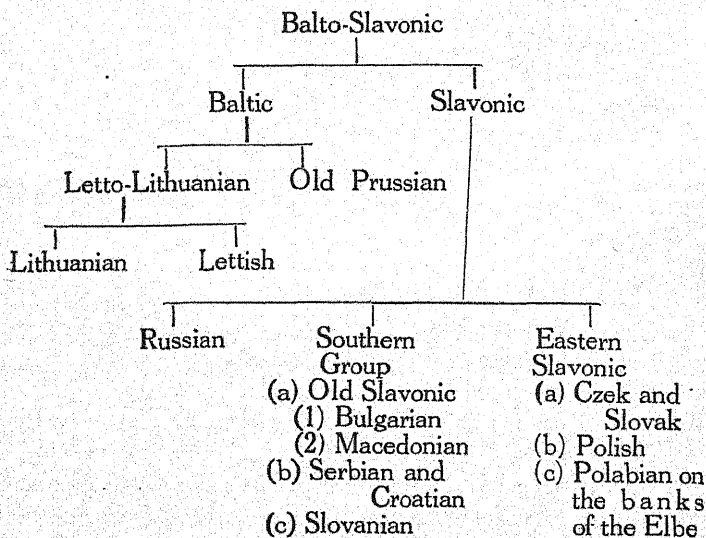 Balto-Slavonic
Baltic Slavonic
Letto-Lithuanian Old Prussian
Lithuanian Lettish
Russian
Southern
Group
(a) Old Slavonic
(1) Bulgarian
(2) Macedonian
(b) Serbian and
Croatian
(c) Slovanian
Eastern
Slavonic
(a) Czek and
Slovak
(b) Polish
(c) Polabian on
the banks
of the Elbe